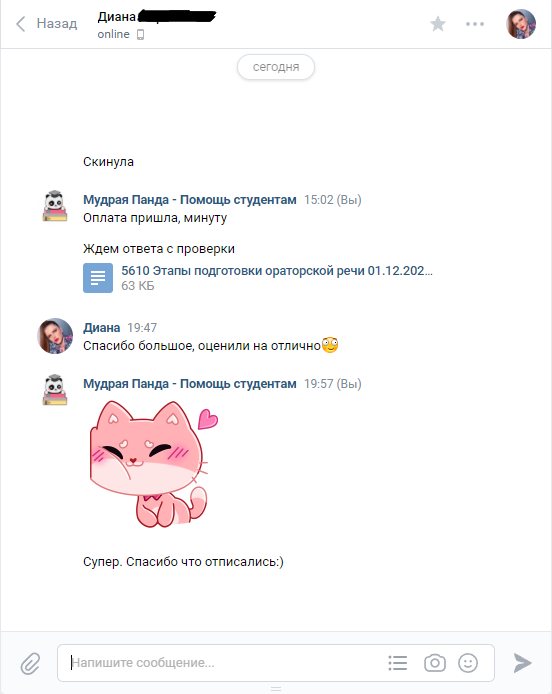 Назад
Диана
online
сегодня
Скинула
Мудрая Панда - Помощь студентам 15:02 (Вы)
Оплата пришла, минуту
Ждем ответа с проверки
5610 Этапы подготовки ораторской речи 01.12.202...
63 КБ
Диана 19:47
Спасибо большое, оценили на отлично
Мудрая Панда - Помощь студентам 19:57 (Вы)
Супер. Спасибо что отписались:)
Напишите сообщение...